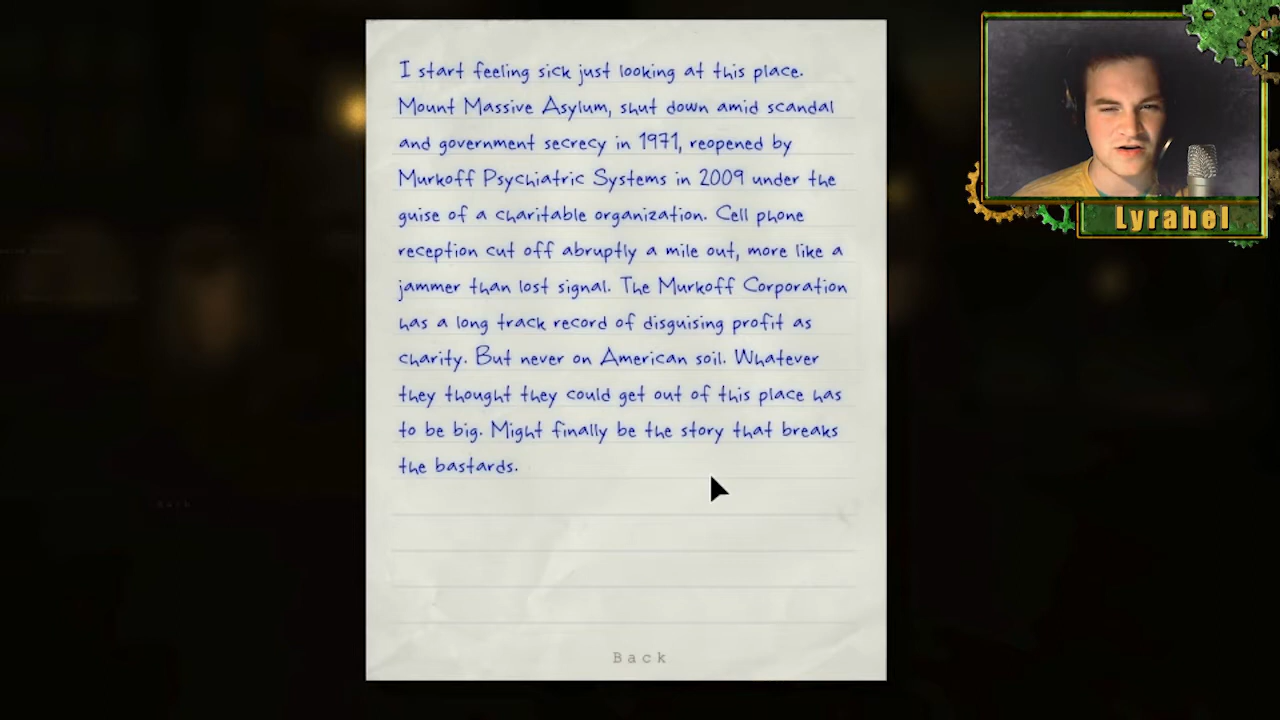 I start feeling sick just looking at this place.
Mount Massive Asylum, shut down amid scandal
and government secrecy in 1971, reopened by
Murkoff Psychiatric Systems in 2009 under the
guise of a charitable organization. Cell phone
reception cut off abruptly a mile out, more like a
jammer than lost signal. The Murkoff Corporation
has a long track record of disguising profit as
charity. But never on American soil. Whatever
they thought they could get out of this place has
to be big. Might finally be the story that breaks
the bastards.
Back
Lyrahel